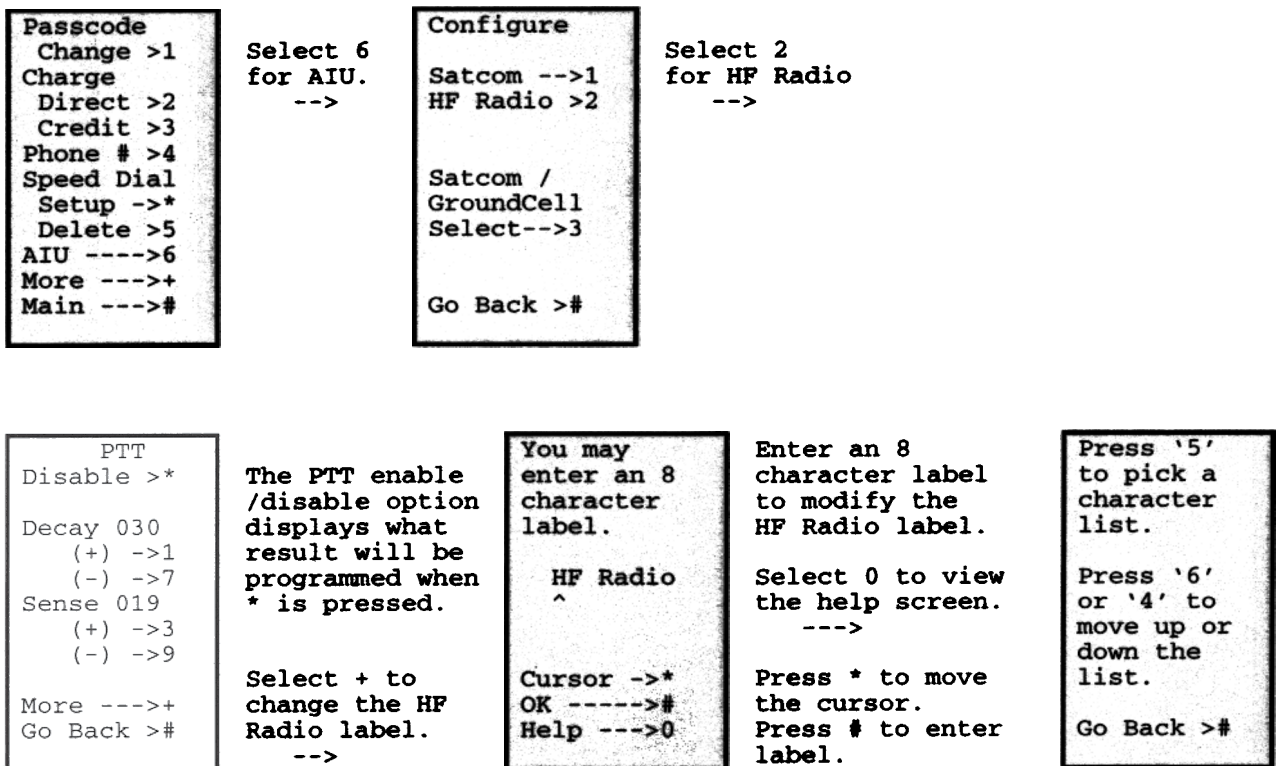 Passcode
Change >1
Charge
Direct >2
Credit >3
Phone # >4
Speed Dial
Setup ->*
Delete >5
AIU ---->6
More --->+
Main --->#
Select 6
for AIU.
-->
Configure
Satcom -->1
HF Radio >2
Satcom /
GroundCell
Select-->3
Go Back >#
Select 2
for HF Radio
-->
PTT
Disable >*
Decay 030
(+) ->1
(-) ->7
Sense 019
(+) ->3
(-) ->9
More --->+
Go Back >#
The PTT enable
/disable option
displays what
result will be
programmed when
* is pressed.
Select + to
change the HF
Radio label.
-->
You may
enter an 8
character
label.
HF Radio
^
Cursor ->*
OK ----->#
Help --->0
Enter an 8
character label
to modify the
HF Radio label.
Select 0 to view
the help screen.
--->
Press * to move
the cursor.
Press # to enter
label.
Press ‘5’
to pick a
character
list.
Press ‘6’
or ‘4’ to
move up or
down the
list.
Go Back >#